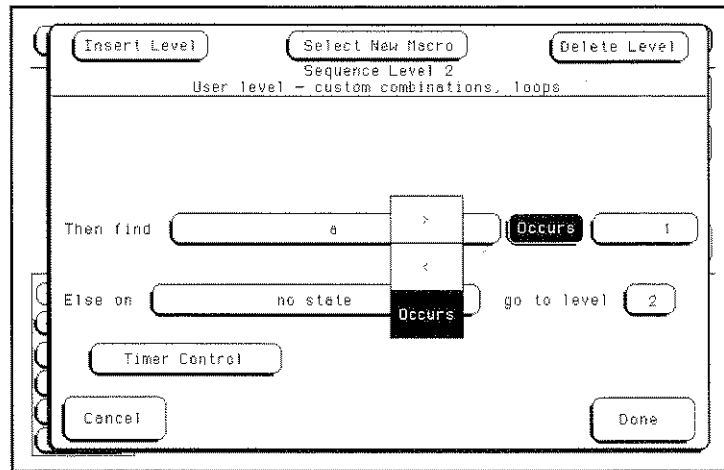 Insert Level Select New Macro Delete Level
Sequence Level 2
User level – custom combinations, loops
>
Then find a Occurs 1
<
Else on no state go to level 2
Occurs
Timer Control
Cancel Done